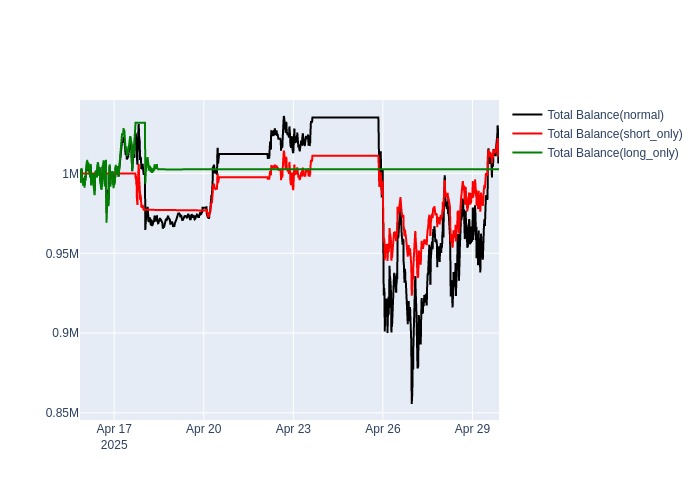 Total Balance(normal)
Total Balance(short_only)
Total Balance(long_only)
1M
0.95M
0.9M
0.85M
Apr 17
2025
Apr 20
Apr 23
Apr 26
Apr 29